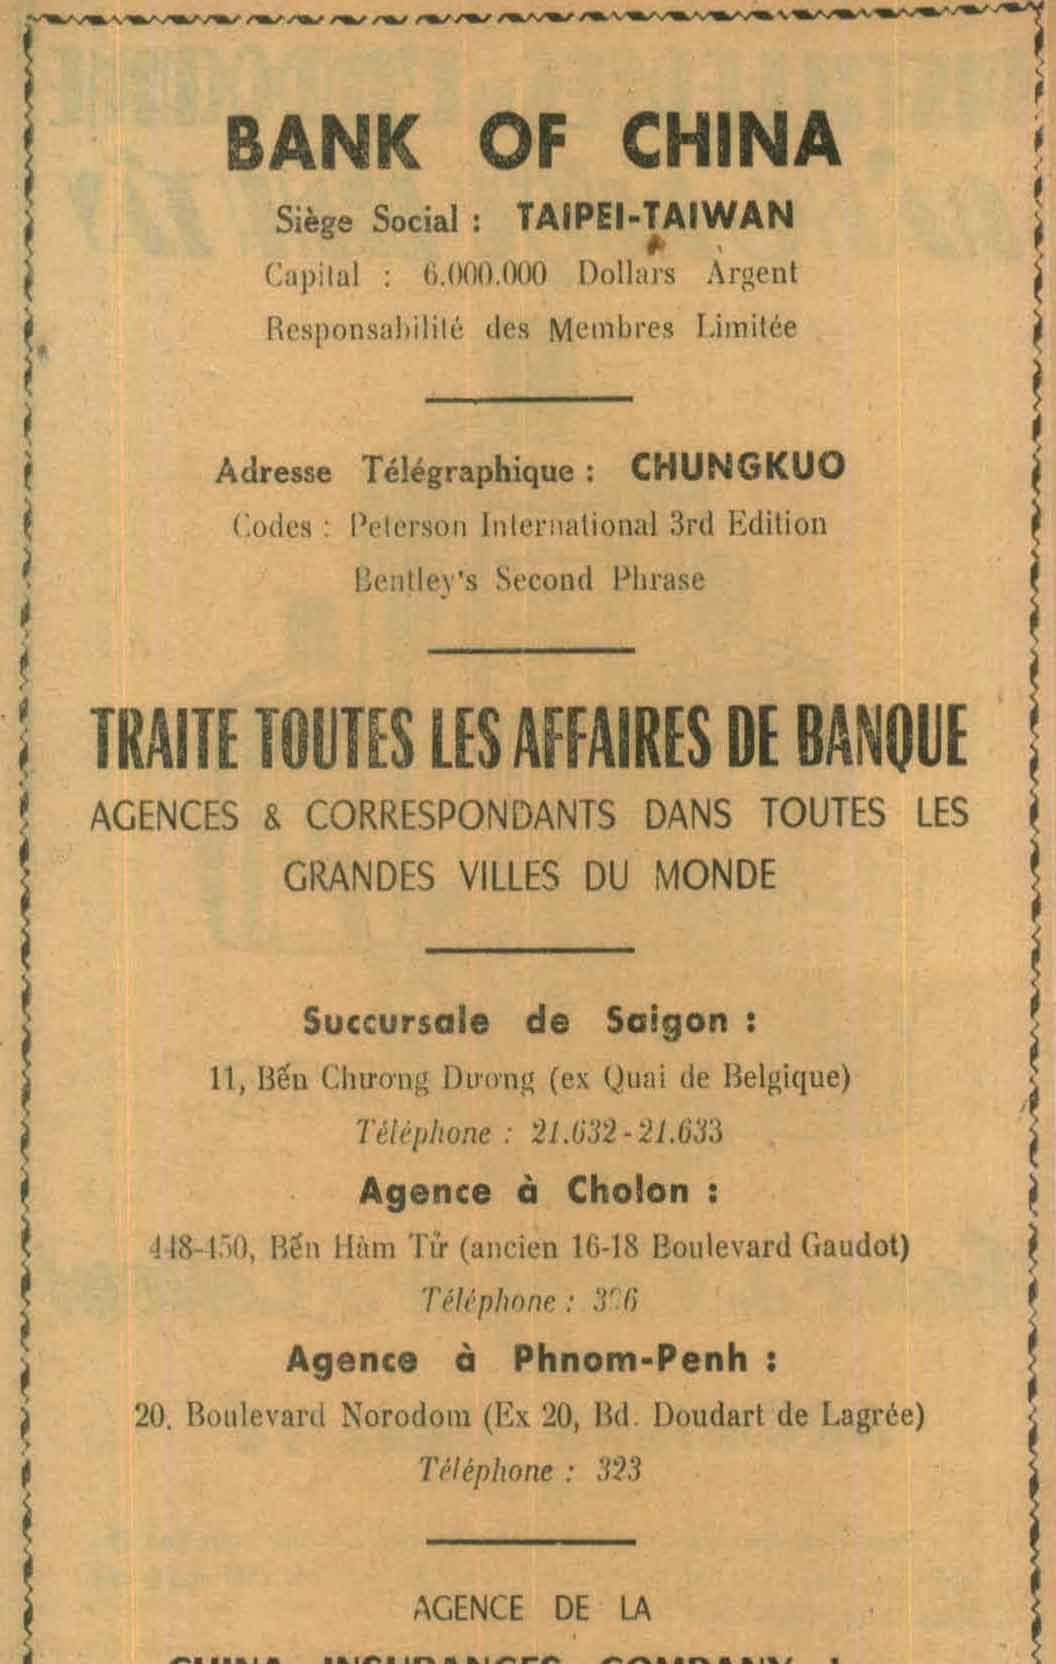 BANK OF CHINA
Siège Social : TAIPEI-TAIWAN
Capital : 6.000.000 Dollars Argent
Responsabilité des Membres Limitée
Adresse Télégraphique : CHUNGKUO
Codes : Peterson International 3rd Edition
Bentley's Second Phrase
TRAITE TOUTES LES AFFAIRES DE BANQUE
AGENCES & CORRESPONDANTS DANS TOUTES LES
GRANDES VILLES DU MONDE
Succursale de Saigon :
11, Bến Chương Dương (ex Quai de Belgique)
Téléphone : 21.632 - 21.633
Agence à Cholon :
448-450, Bến Hàm Tử (ancien 16-18 Boulevard Gaudot)
Téléphone :
Agence à Phnom-Penh :
20, Boulevard Norodom (Ex 20, Bd. Doudart de Lagrée)
Téléphone : 323
AGENCE DE LA
CHINA INSURANCES COMPANY